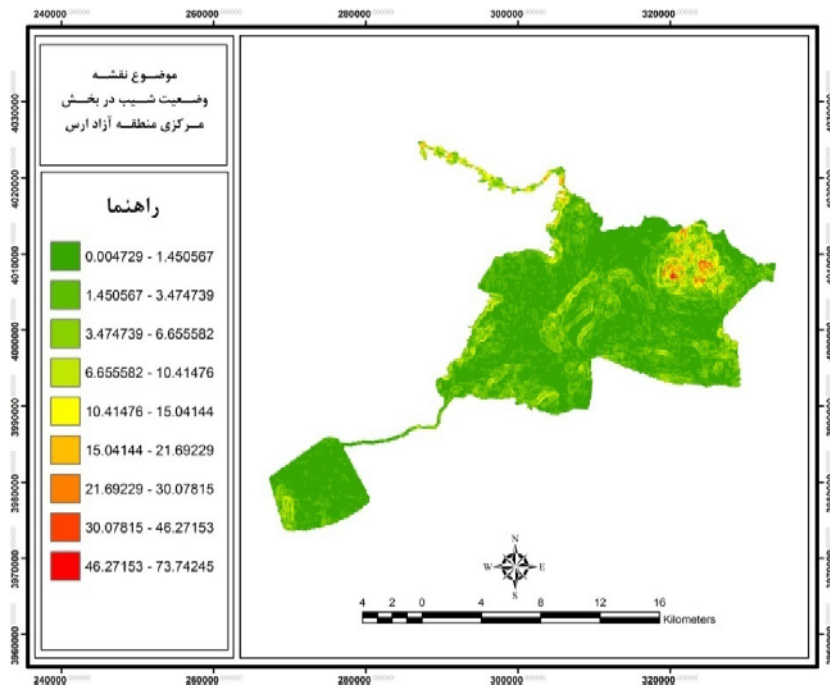 240000 260000 280000 300000 320000
موضوع نقشه
وضعیت شیب در بخش
مرکزی منطقه آزاد ارس
راهنما
0.004729 - 1.450567
1.450567 - 3.474739
3.474739 - 6.655582
6.655582 - 10.41476
10.41476 - 15.04144
15.04144 - 21.69229
21.69229 - 30.07815
30.07815 - 46.27153
46.27153 - 73.74245
4030000
4020000
4010000
4000000
3990000
3980000
3970000
3960000
N
W E
S
4 2 0 4 8 12 16
Kilometers
240000 260000 280000 300000 320000